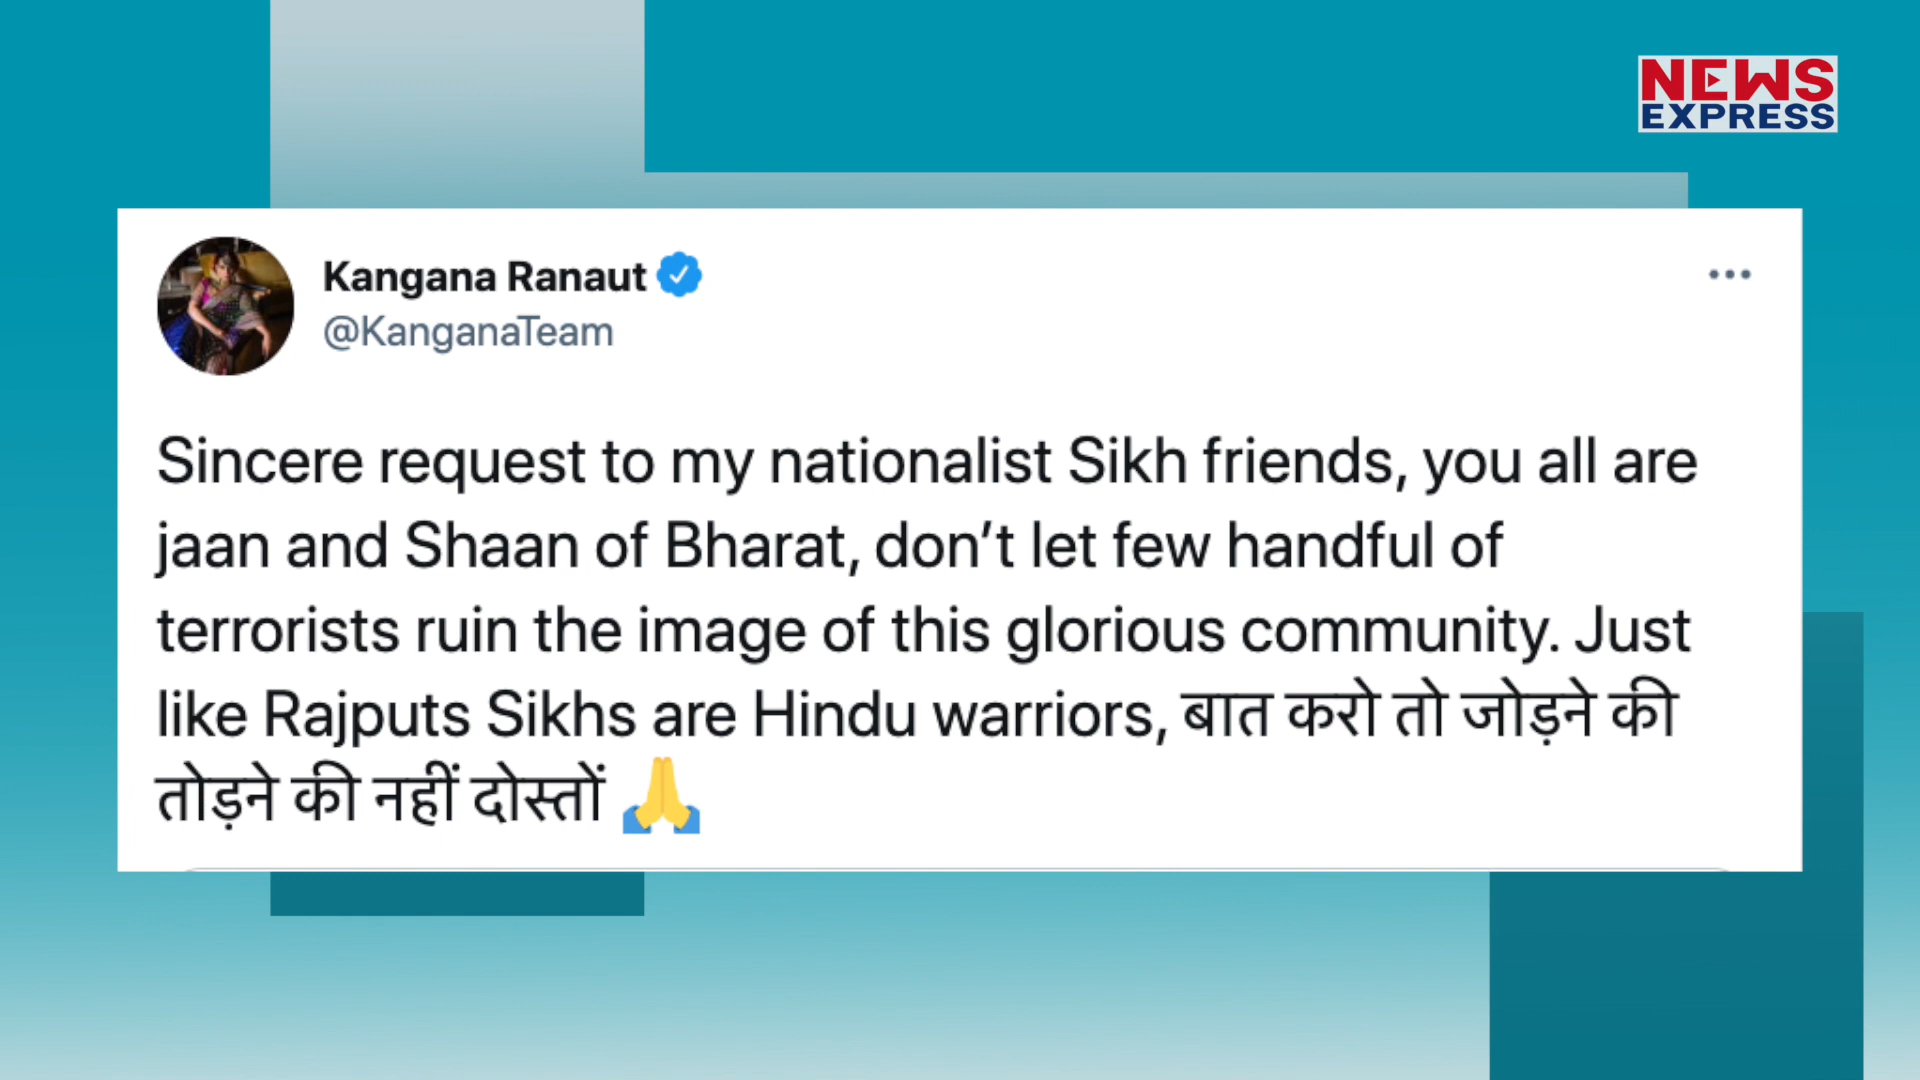 NEWS
EXPRESS
Kangana Ranaut
@KanganaTeam
Sincere request to my nationalist Sikh friends, you all are
jaan and Shaan of Bharat, don’t let few handful of
terrorists ruin the image of this glorious community. Just
like Rajputs Sikhs are Hindu warriors, बात करो तो जोड़ने की
तोड़ने की नहीं दोस्तों 🙏